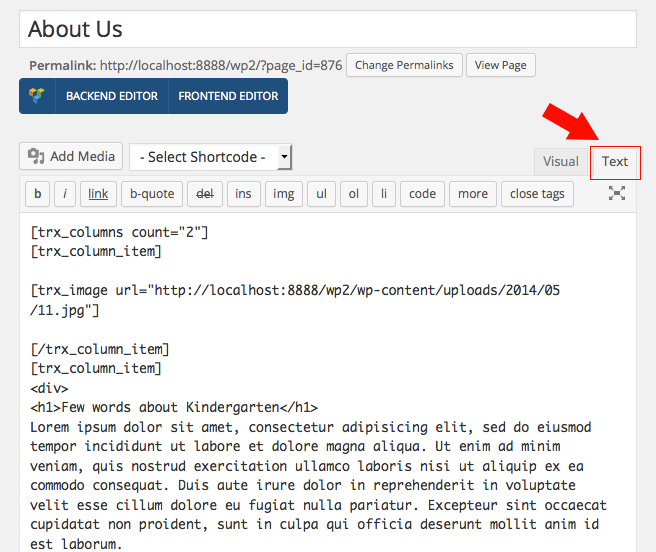 About Us
Permalink: http://localhost:8888/wp2/?page_id=876 Change Permalinks View Page
BACKEND EDITOR FRONTEND EDITOR
Add Media - Select Shortcode - Visual Text
b i link b-quote del ins img ul ol li code more close tags
[trx_columns count="2"]
[trx_column_item]
[trx_image url="http://localhost:8888/wp2/wp-content/uploads/2014/05
/11.jpg"]
[/trx_column_item]
[trx_column_item]
<div>
<h1>Few words about Kindergarten</h1>
Lorem ipsum dolor sit amet, consectetur adipisicing elit, sed do eiusmod
tempor incididunt ut labore et dolore magna aliqua. Ut enim ad minim
veniam, quis nostrud exercitation ullamco laboris nisi ut aliquip ex ea
commodo consequat. Duis aute irure dolor in reprehenderit in voluptate
velit esse cillum dolore eu fugiat nulla pariatur. Excepteur sint occaecat
cupidatat non proident, sunt in culpa qui officia deserunt mollit anim id
est laborum.